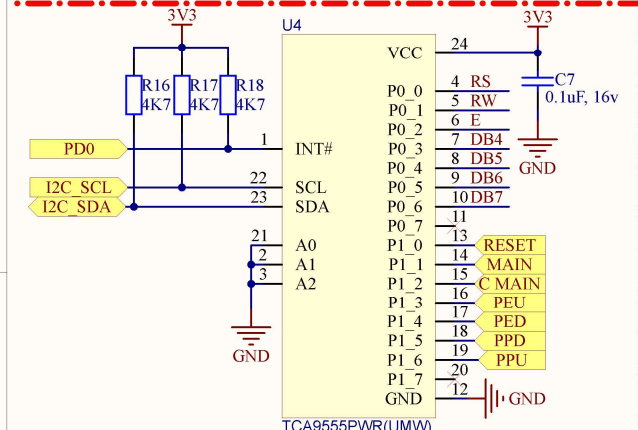 3V3
U4
3V3
VCC 24
R16 R17 R18
4K7 4K7 4K7
C7
0.1uF, 16v
GND
PD0 1 INT#
I2C_SCL 22 SCL
I2C_SDA 23 SDA
21 A0
2 A1
3 A2
GND
P0_0 4 RS
P0_1 5 RW
P0_2 6 E
P0_3 7 DB4
P0_4 8 DB5
P0_5 9 DB6
P0_6 10 DB7
P0_7 11
P1_0 13 RESET
P1_1 14 MAIN
P1_2 15 C MAIN
P1_3 16 PEU
P1_4 17 PED
P1_5 18 PPD
P1_6 19 PPU
P1_7 20
GND 12 GND
TCA9555PWR(UMW)